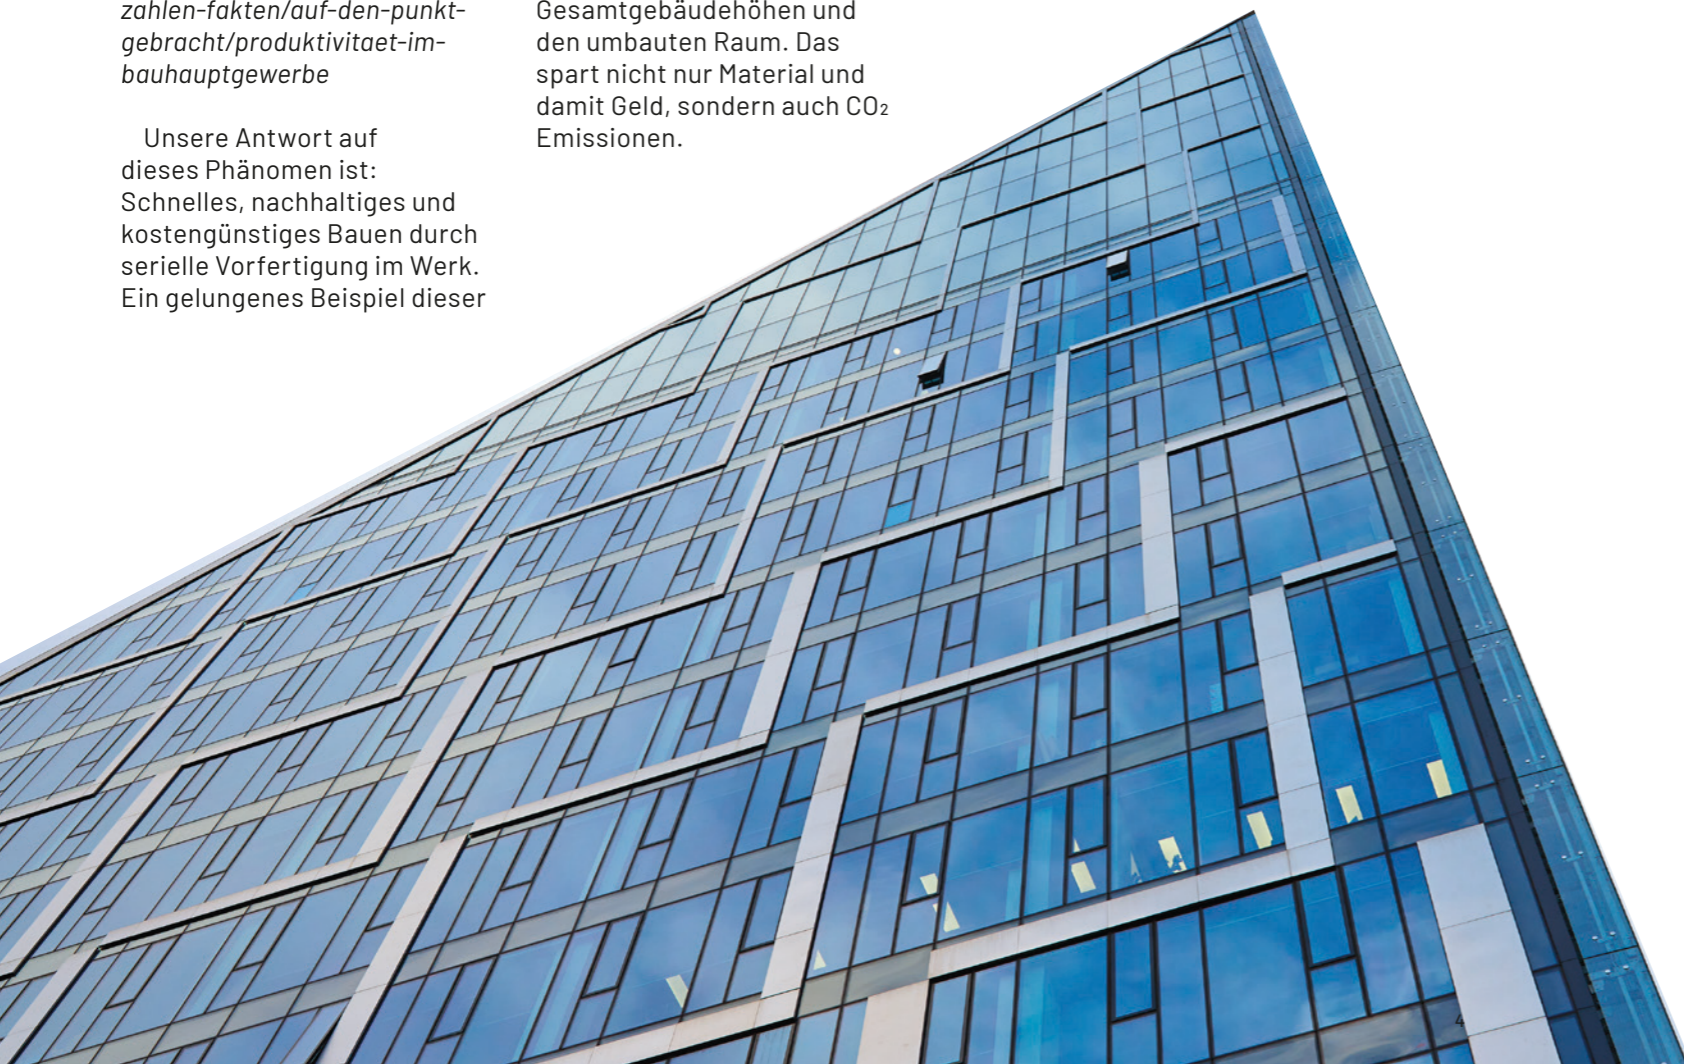 zahlen-fakten/auf-den-punkt-
gebracht/produktivitaet-im-
bauhauptgewerbe
Unsere Antwort auf
dieses Phänomen ist:
Schnelles, nachhaltiges und
kostengünstiges Bauen durch
serielle Vorfertigung im Werk.
Ein gelungenes Beispiel dieser
Gesamtgebäudehöhen und
den umbauten Raum. Das
spart nicht nur Material und
damit Geld, sondern auch CO₂
Emissionen.
4